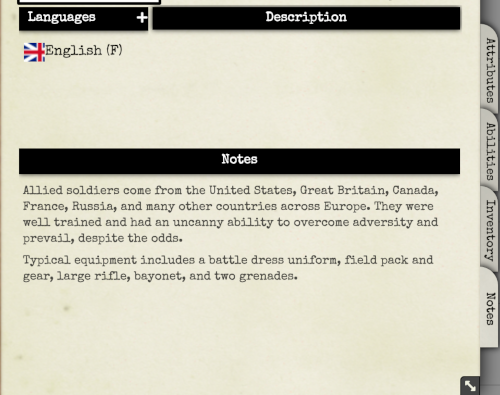 Languages + Description
English (F)
Notes
Allied soldiers come from the United States, Great Britain, Canada,
France, Russia, and many other countries across Europe. They were
well trained and had an uncanny ability to overcome adversity and
prevail, despite the odds.
Typical equipment includes a battle dress uniform, field pack and
gear, large rifle, bayonet, and two grenades.
Attributes
Abilities
Inventory
Notes